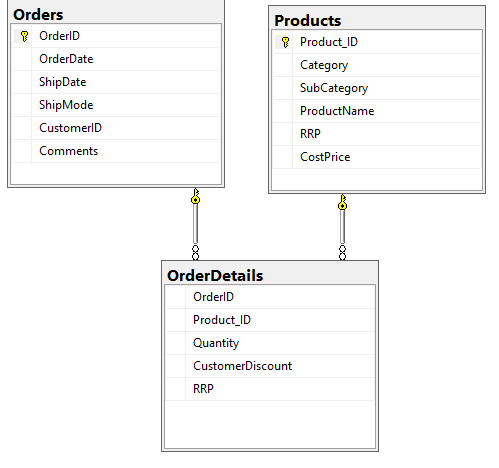 Orders
OrderID
OrderDate
ShipDate
ShipMode
CustomerID
Comments
Products
Product_ID
Category
SubCategory
ProductName
RRP
CostPrice
OrderDetails
OrderID
Product_ID
Quantity
CustomerDiscount
RRP